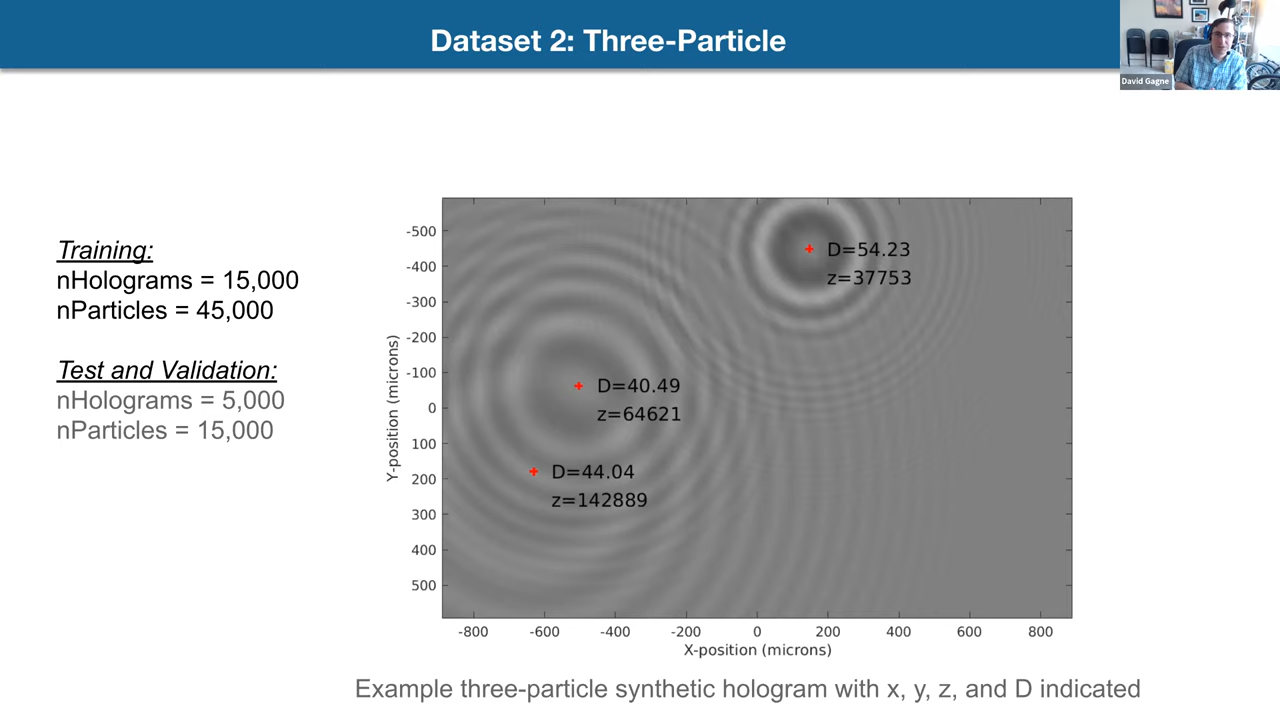 Dataset 2: Three-Particle
David Gagne
Training:
nHolograms = 15,000
nParticles = 45,000
Test and Validation:
nHolograms = 5,000
nParticles = 15,000
Y-position (microns)
-500
-400
-300
-200
-100
0
100
200
300
400
500
D=54.23
z=37753
D=40.49
z=64621
D=44.04
z=142889
-800
-600
-400
-200
0
200
400
600
800
X-position (microns)
Example three-particle synthetic hologram with x, y, z, and D indicated